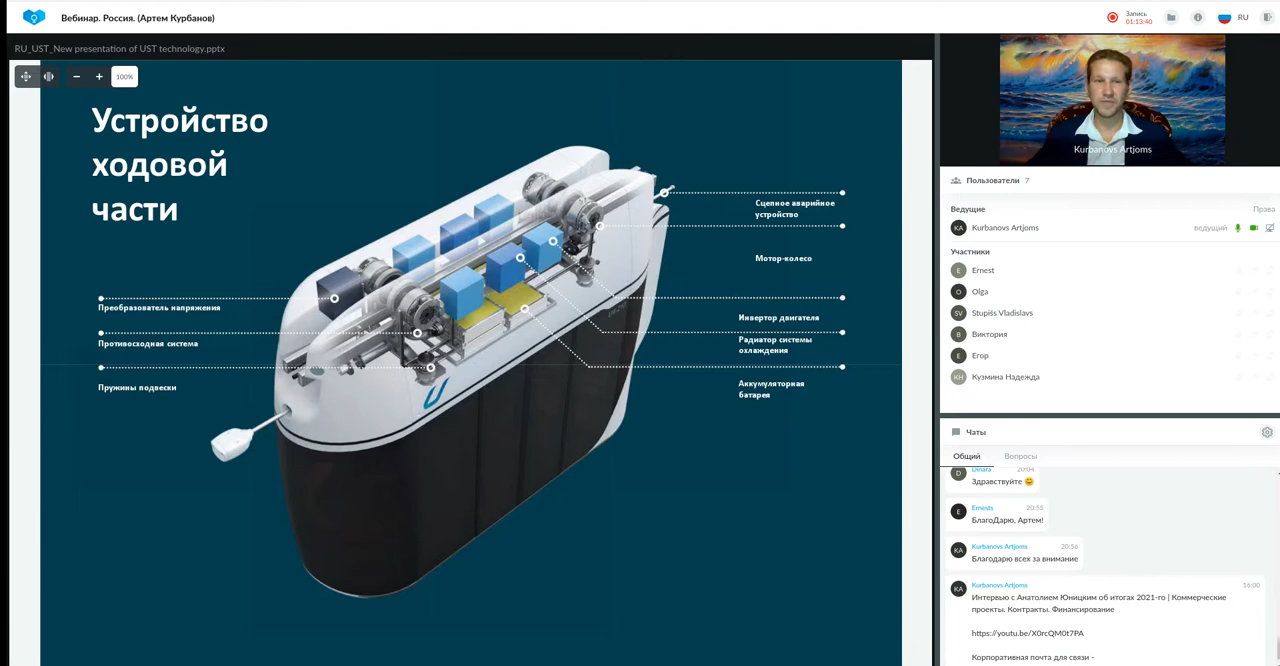 Вебинар. Россия. (Артем Курбанов)
Запись
01:13:40
RU
RU_UST_New presentation of UST technology.pptx
100%
Устройство
ходовой
части
Сцепное аварийное
устройство
Мотор-колесо
Преобразователь напряжения
Инвертор двигателя
Противосходная система
Радиатор системы
охлаждения
Пружины подвески
Аккумуляторная
батарея
Kurbanovs Artjoms
Пользователи 7
Ведущие Права
KA Kurbanovs Artjoms ведущий
Участники
E Ernest
O Olga
SV Stupišs Vladislavs
В Виктория
Е Егор
КН Кузмина Надежда
Чаты
Общий Вопросы
D Dinara 20:04
Здравствуйте
E Ernests 20:55
БлагоДарю, Артем!
KA Kurbanovs Artjoms 20:56
Благодарю всех за внимание
KA Kurbanovs Artjoms 16:00
Интервью с Анатолием Юницким об итогах 2021-го | Коммерческие
проекты. Контракты. Финансирование
https://youtu.be/X0rcQM0t7PA
Корпоративная почта для связи -